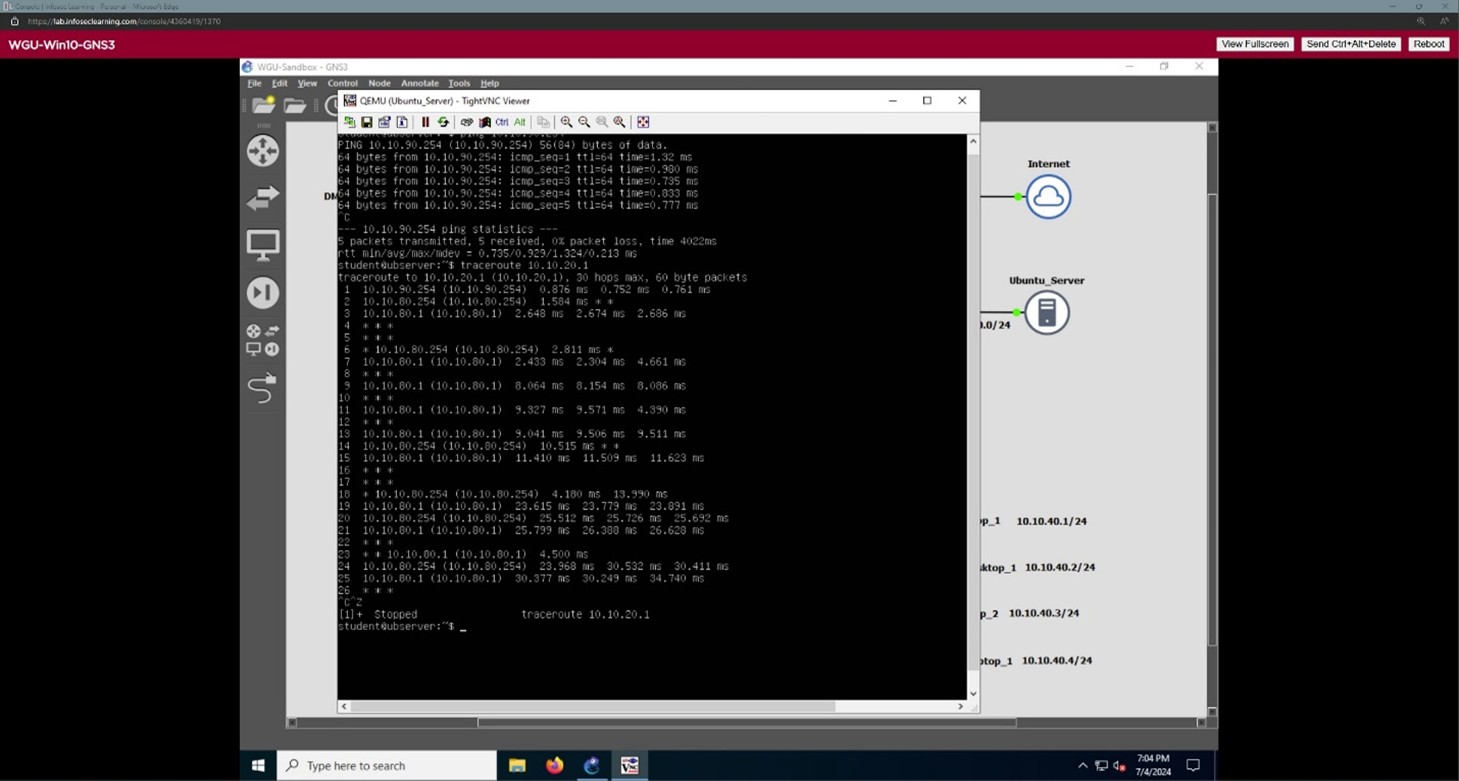 Console | Infosec Learning - Personal - Microsoft Edge
https://lab.infoseclearning.com/console/4360419/1370
WGU-Win10-GNS3
View Fullscreen
Send Ctrl+Alt+Delete
Reboot
WGU-Sandbox - GNS3
File Edit View Control Node Annotate Tools Help
QEMU (Ubuntu_Server) - TightVNC Viewer
Ctrl Alt
PING 10.10.90.254 (10.10.90.254) 56(84) bytes of data.
64 bytes from 10.10.90.254: icmp_seq=1 ttl=64 time=1.32 ms
64 bytes from 10.10.90.254: icmp_seq=2 ttl=64 time=0.980 ms
64 bytes from 10.10.90.254: icmp_seq=3 ttl=64 time=0.735 ms
64 bytes from 10.10.90.254: icmp_seq=4 ttl=64 time=0.833 ms
64 bytes from 10.10.90.254: icmp_seq=5 ttl=64 time=0.777 ms
^C
--- 10.10.90.254 ping statistics ---
5 packets transmitted, 5 received, 0% packet loss, time 4022ms
rtt min/avg/max/mdev = 0.735/0.929/1.324/0.213 ms
student@ubserver:~$ traceroute 10.10.20.1
traceroute to 10.10.20.1 (10.10.20.1), 30 hops max, 60 byte packets
1 10.10.90.254 (10.10.90.254) 0.876 ms 0.752 ms 0.761 ms
2 10.10.80.254 (10.10.80.254) 1.584 ms * *
3 10.10.80.1 (10.10.80.1) 2.648 ms 2.674 ms 2.686 ms
4 * * *
5 * * *
6 * 10.10.80.254 (10.10.80.254) 2.811 ms *
7 10.10.80.1 (10.10.80.1) 2.433 ms 2.304 ms 4.661 ms
8 * * *
9 10.10.80.1 (10.10.80.1) 8.064 ms 8.154 ms 8.086 ms
10 * * *
11 10.10.80.1 (10.10.80.1) 9.327 ms 9.571 ms 4.390 ms
12 * * *
13 10.10.80.1 (10.10.80.1) 9.041 ms 9.506 ms 9.511 ms
14 10.10.80.254 (10.10.80.254) 10.515 ms * *
15 10.10.80.1 (10.10.80.1) 11.410 ms 11.509 ms 11.623 ms
16 * * *
17 * * *
18 * 10.10.80.254 (10.10.80.254) 4.180 ms 13.990 ms
19 10.10.80.1 (10.10.80.1) 23.615 ms 23.779 ms 23.891 ms
20 10.10.80.254 (10.10.80.254) 25.512 ms 25.726 ms 25.692 ms
21 10.10.80.1 (10.10.80.1) 25.799 ms 26.388 ms 26.628 ms
22 * * *
23 * * 10.10.80.1 (10.10.80.1) 4.500 ms
24 10.10.80.254 (10.10.80.254) 23.968 ms 30.532 ms 30.411 ms
25 10.10.80.1 (10.10.80.1) 30.377 ms 30.249 ms 34.740 ms
26 * * *
^C^Z
[1]+ Stopped traceroute 10.10.20.1
student@ubserver:~$ _
DM
Internet
Ubuntu_Server
.0/24
p_1 10.10.40.1/24
sktop_1 10.10.40.2/24
p_2 10.10.40.3/24
ptop_1 10.10.40.4/24
Type here to search
7:04 PM
7/4/2024